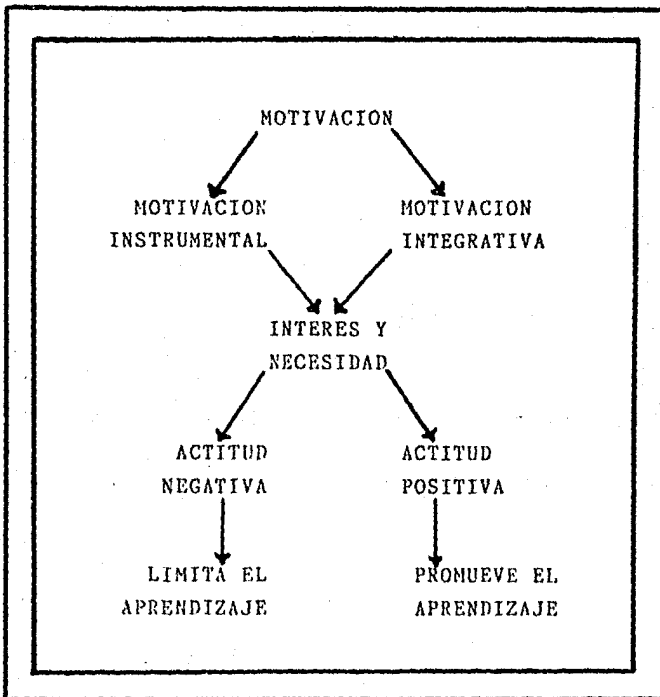 MOTIVACION
MOTIVACION
INSTRUMENTAL
MOTIVACION
INTEGRATIVA
INTERES Y
NECESIDAD
ACTITUD
NEGATIVA
ACTITUD
POSITIVA
LIMITA EL
APRENDIZAJE
PROMUEVE EL
APRENDIZAJE